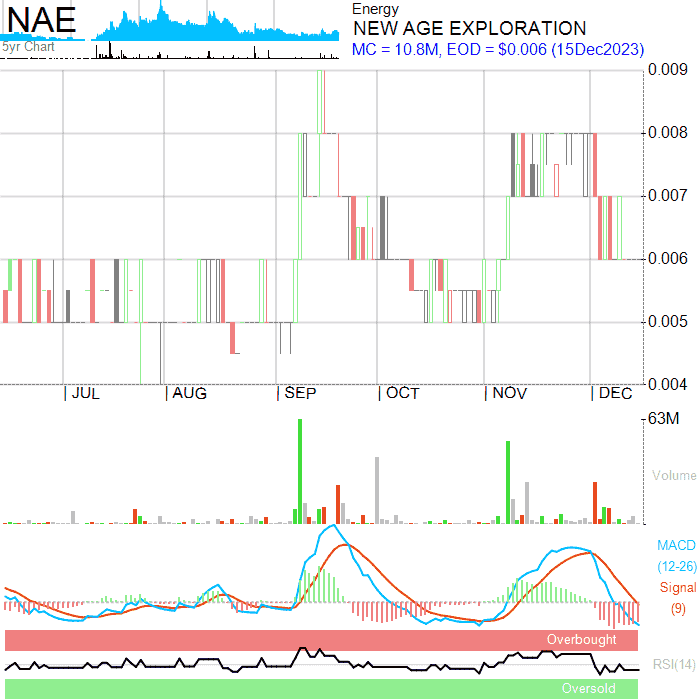 NAE
5yr Chart
Energy
NEW AGE EXPLORATION
MC = 10.8M, EOD = $0.006 (15Dec2023)
0.009
0.008
0.007
0.006
0.005
0.004
JUL AUG SEP OCT NOV DEC
63M
Volume
MACD
(12-26)
Signal
(9)
Overbought
RSI(14)
Oversold